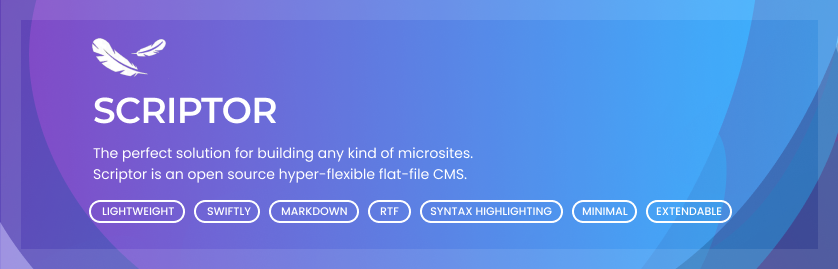 SCRIPTOR
The perfect solution for building any kind of microsites.
Scriptor is an open source hyper-flexible flat-file CMS.
LIGHTWEIGHT SWIFTLY MARKDOWN RTF SYNTAX HIGHLIGHTING MINIMAL EXTENDABLE